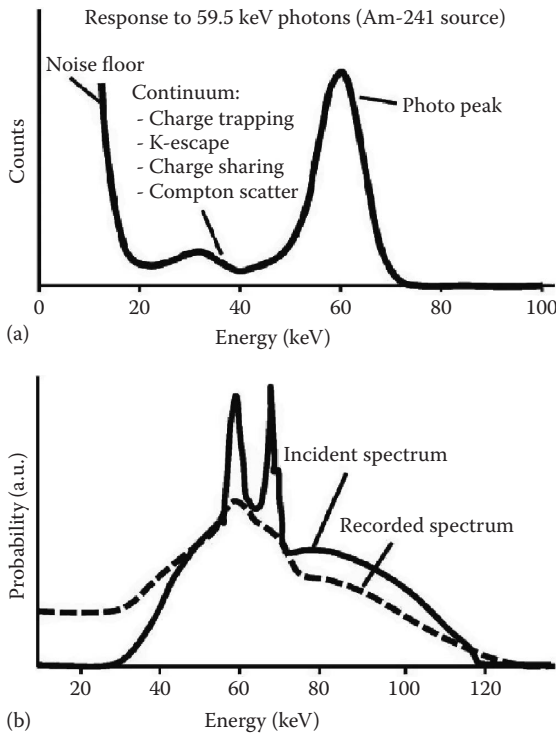 Response to 59.5 keV photons (Am-241 source)
Noise floor
Continuum:
- Charge trapping
- K-escape
- Charge sharing
- Compton scatter
Photo peak
Counts
0 20 40 60 80 100
(a)
Energy (keV)
Incident spectrum
Recorded spectrum
Probability (a.u.)
20 40 60 80 100 120
(b)
Energy (keV)